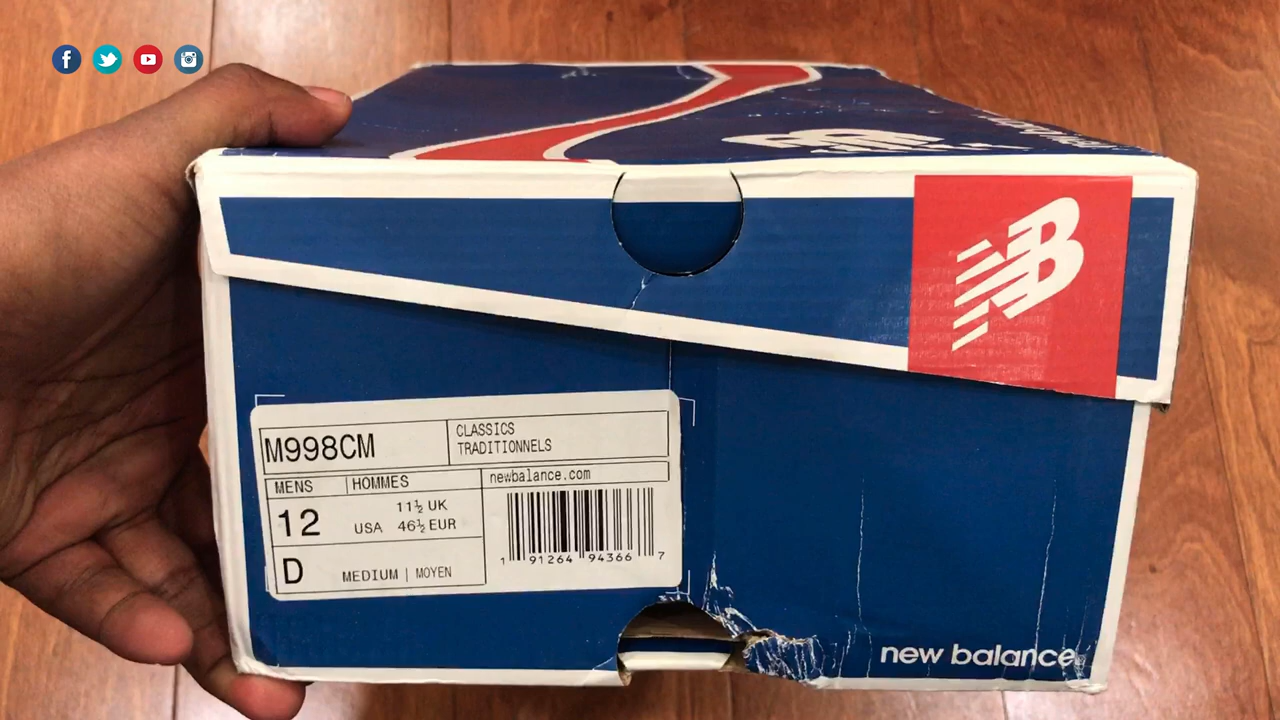 NB
M998CM
CLASSICS
TRADITIONNELS
MENS | HOMMES
newbalance.com
12
11½ UK
USA 46½ EUR
D
MEDIUM | MOYEN
1 91264 94366 7
new balance